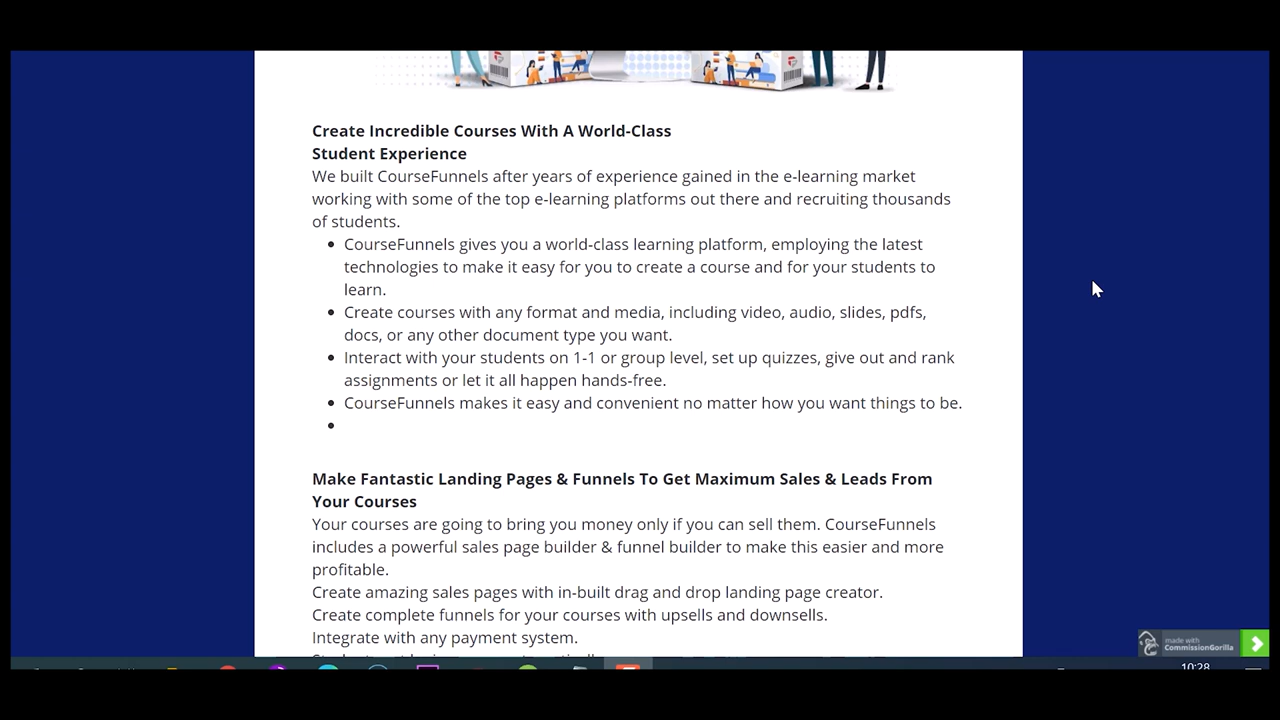 Create Incredible Courses With A World-Class
Student Experience
We built CourseFunnels after years of experience gained in the e-learning market
working with some of the top e-learning platforms out there and recruiting thousands
of students.
CourseFunnels gives you a world-class learning platform, employing the latest
technologies to make it easy for you to create a course and for your students to
learn.
Create courses with any format and media, including video, audio, slides, pdfs,
docs, or any other document type you want.
Interact with your students on 1-1 or group level, set up quizzes, give out and rank
assignments or let it all happen hands-free.
CourseFunnels makes it easy and convenient no matter how you want things to be.
Make Fantastic Landing Pages & Funnels To Get Maximum Sales & Leads From
Your Courses
Your courses are going to bring you money only if you can sell them. CourseFunnels
includes a powerful sales page builder & funnel builder to make this easier and more
profitable.
Create amazing sales pages with in-built drag and drop landing page creator.
Create complete funnels for your courses with upsells and downsells.
Integrate with any payment system.
made with
CommissionGorilla
10:28